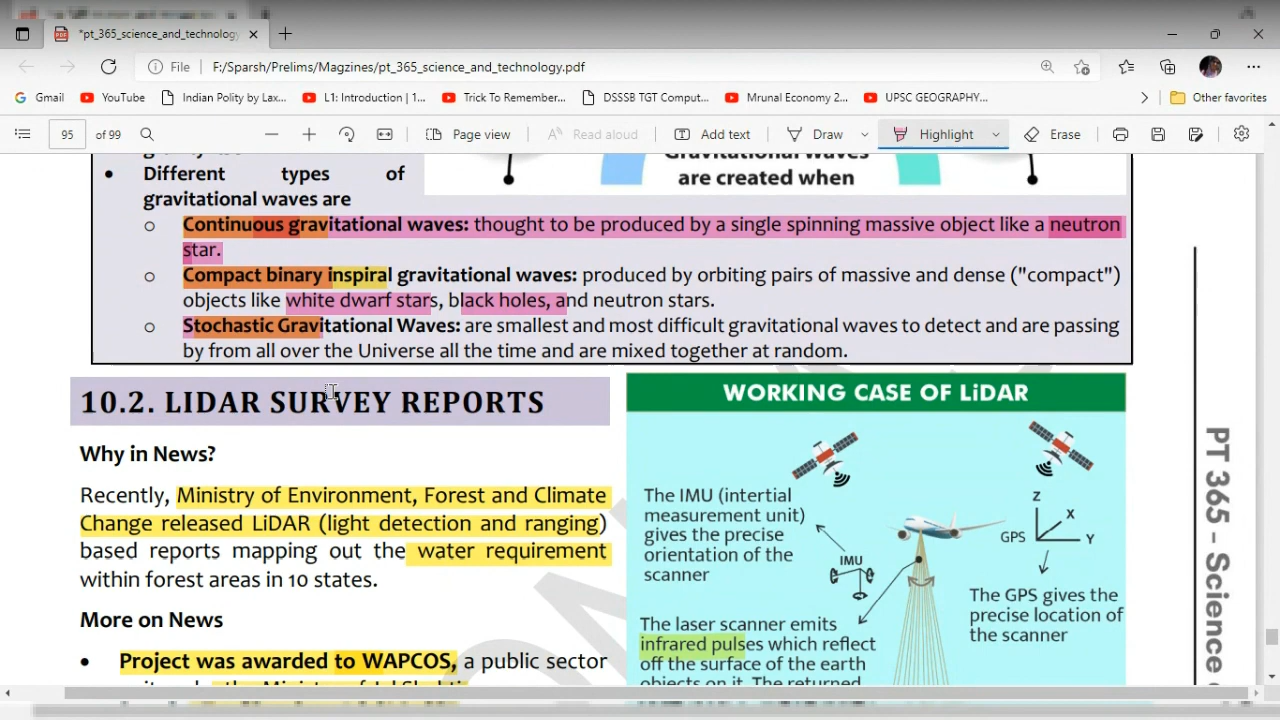 "pt_365_science_and_technology
File
F:/Sparsh/Prelims/Magzines/pt_365_science_and_technology.pdf
Gmail
YouTube
Indian Polity by Lax...
L1: Introduction | 1...
Trick To Remember...
DSSSB TGT Comput...
Mrunal Economy 2...
UPSC GEOGRAPHY...
Other favorites
95 of 99
Page view
Read aloud
Add text
Draw
Highlight
Erase
Gravitational waves
are created when
Different types of
gravitational waves are
Continuous gravitational waves: thought to be produced by a single spinning massive object like a neutron
star.
Compact binary inspiral gravitational waves: produced by orbiting pairs of massive and dense ("compact")
objects like white dwarf stars, black holes, and neutron stars.
Stochastic Gravitational Waves: are smallest and most difficult gravitational waves to detect and are passing
by from all over the Universe all the time and are mixed together at random.
10.2. LIDAR SURVEY REPORTS
Why in News?
Recently, Ministry of Environment, Forest and Climate
Change released LiDAR (light detection and ranging)
based reports mapping out the water requirement
within forest areas in 10 states.
More on News
Project was awarded to WAPCOS, a public sector
WORKING CASE OF LiDAR
The IMU (intertial
measurement unit)
gives the precise
orientation of the
scanner
IMU
GPS
Z
X
Y
The GPS gives the
precise location of
the scanner
The laser scanner emits
infrared pulses which reflect
off the surface of the earth
objects on it. The returned
PT 365 - Science